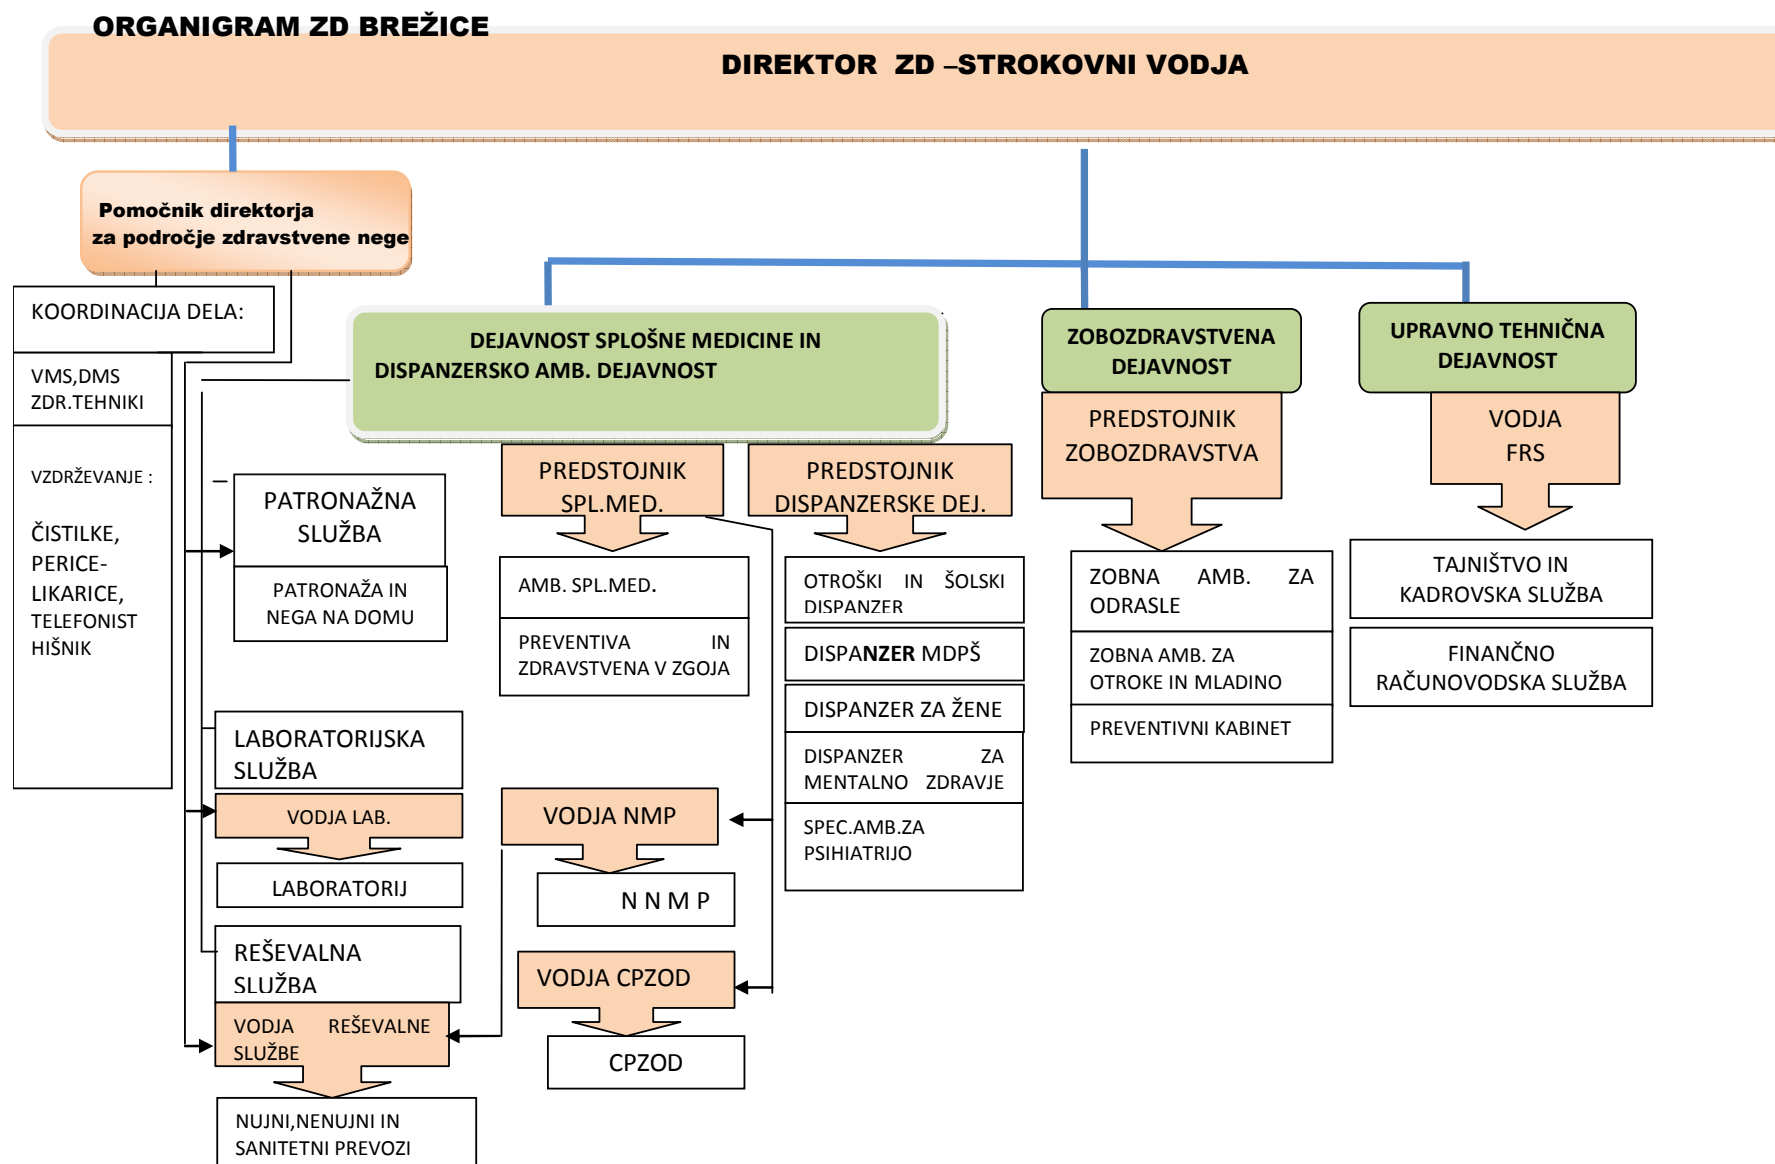 ORGANIGRAM ZD BREŽICE
DIREKTOR ZD –STROKOVNI VODJA
Pomočnik direktorja
za področje zdravstvene nege
KOORDINACIJA DELA:
VMS,DMS
ZDR.TEHNIKI
VZDRŽEVANJE :
ČISTILKE,
PERICE-
LIKARICE,
TELEFONIST
HIŠNIK
DEJAVNOST SPLOŠNE MEDICINE IN
DISPANZERSKO AMB. DEJAVNOST
ZOBOZDRAVSTVENA
DEJAVNOST
UPRAVNO TEHNIČNA
DEJAVNOST
PATRONAŽNA
SLUŽBA
PATRONAŽA IN
NEGA NA DOMU
LABORATORIJSKA
SLUŽBA
VODJA LAB.
LABORATORIJ
REŠEVALNA
SLUŽBA
VODJA REŠEVALNE
SLUŽBE
NUJNI,NENUJNI IN
SANITETNI PREVOZI
PREDSTOJNIK
SPL.MED.
AMB. SPL.MED.
PREVENTIVA IN
ZDRAVSTVENA V ZGOJA
VODJA NMP
N N M P
VODJA CPZOD
CPZOD
PREDSTOJNIK
DISPANZERSKE DEJ.
OTROŠKI IN ŠOLSKI
DISPANZER
DISPANZER MDPŠ
DISPANZER ZA ŽENE
DISPANZER ZA
MENTALNO ZDRAVJE
SPEC.AMB.ZA
PSIHIATRIJO
PREDSTOJNIK
ZOBOZDRAVSTVA
ZOBNA AMB. ZA
ODRASLE
ZOBNA AMB. ZA
OTROKE IN MLADINO
PREVENTIVNI KABINET
VODJA
FRS
TAJNIŠTVO IN
KADROVSKA SLUŽBA
FINANČNO
RAČUNOVODSKA SLUŽBA